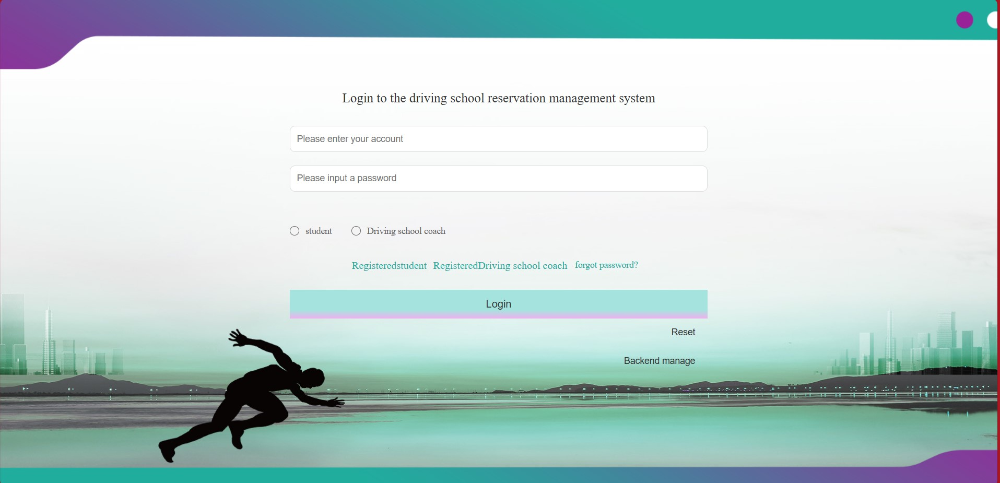 Login to the driving school reservation management system
Please enter your account
Please input a password
student Driving school coach
Registeredstudent RegisteredDriving school coach forgot password?
Login
Reset
Backend manage